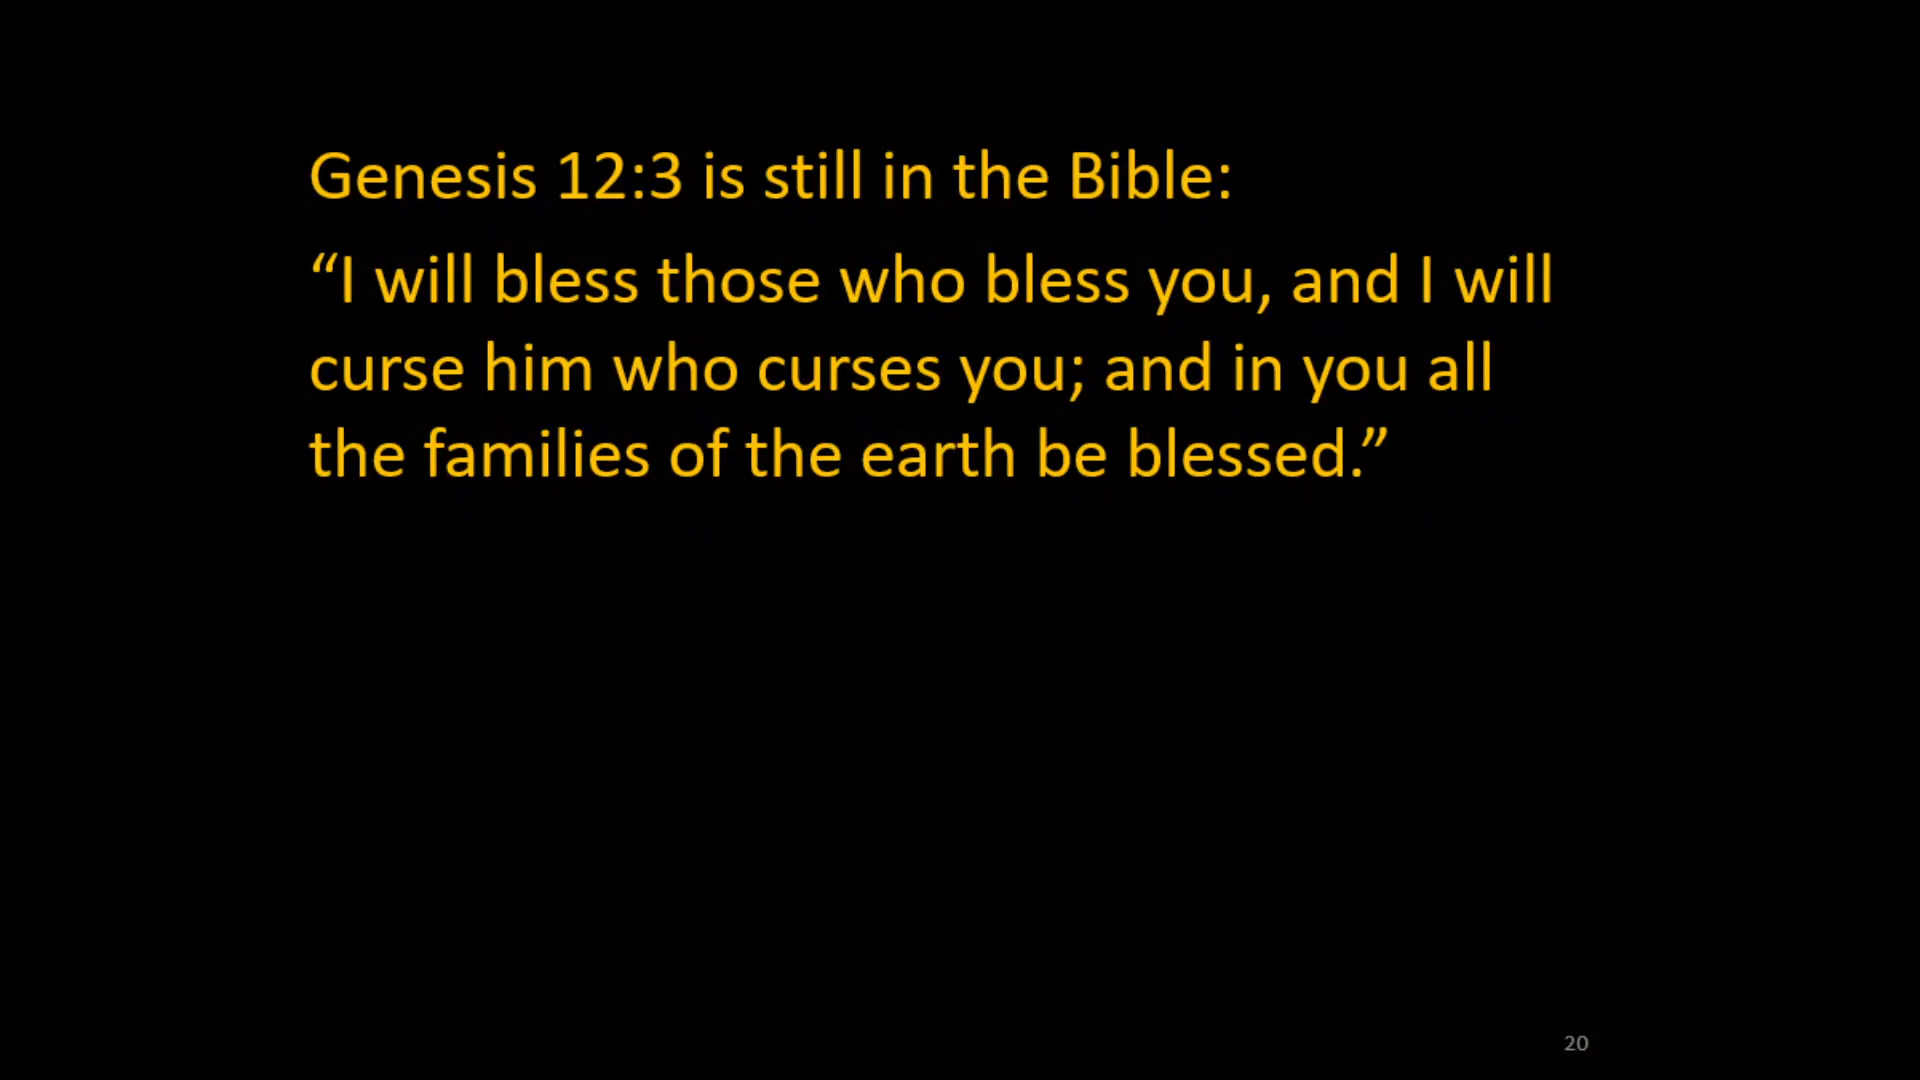 Genesis 12:3 is still in the Bible:
“I will bless those who bless you, and I will
curse him who curses you; and in you all
the families of the earth be blessed.”
20